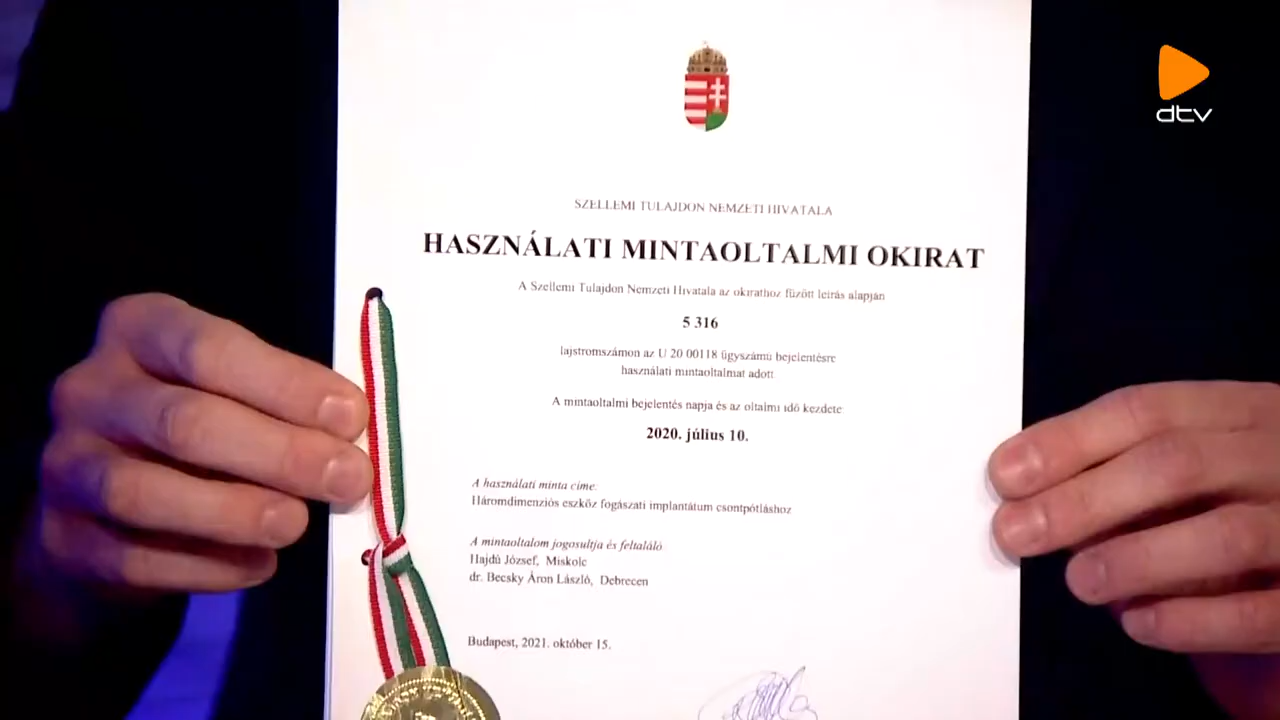 dtv
SZELLEMI TULAJDON NEMZETI HIVATALA
HASZNÁLATI MINTAOLTALMI OKIRAT
A Szellemi Tulajdon Nemzeti Hivatala az okirathoz fűzött leírás alapján
5 316
lajstromszámon az U 20 00118 ügyszámú bejelentésre
használati mintaoltalmat adott.
A mintaoltalmi bejelentés napja és az oltalmi idő kezdete
2020. július 10.
A használati minta címe:
Háromdimenziós eszköz fogászati implantátum csontpótláshoz
A mintaoltalom jogosultja és feltaláló
Hajdú József, Miskolc
dr. Becsky Áron László, Debrecen
Budapest, 2021. október 15.